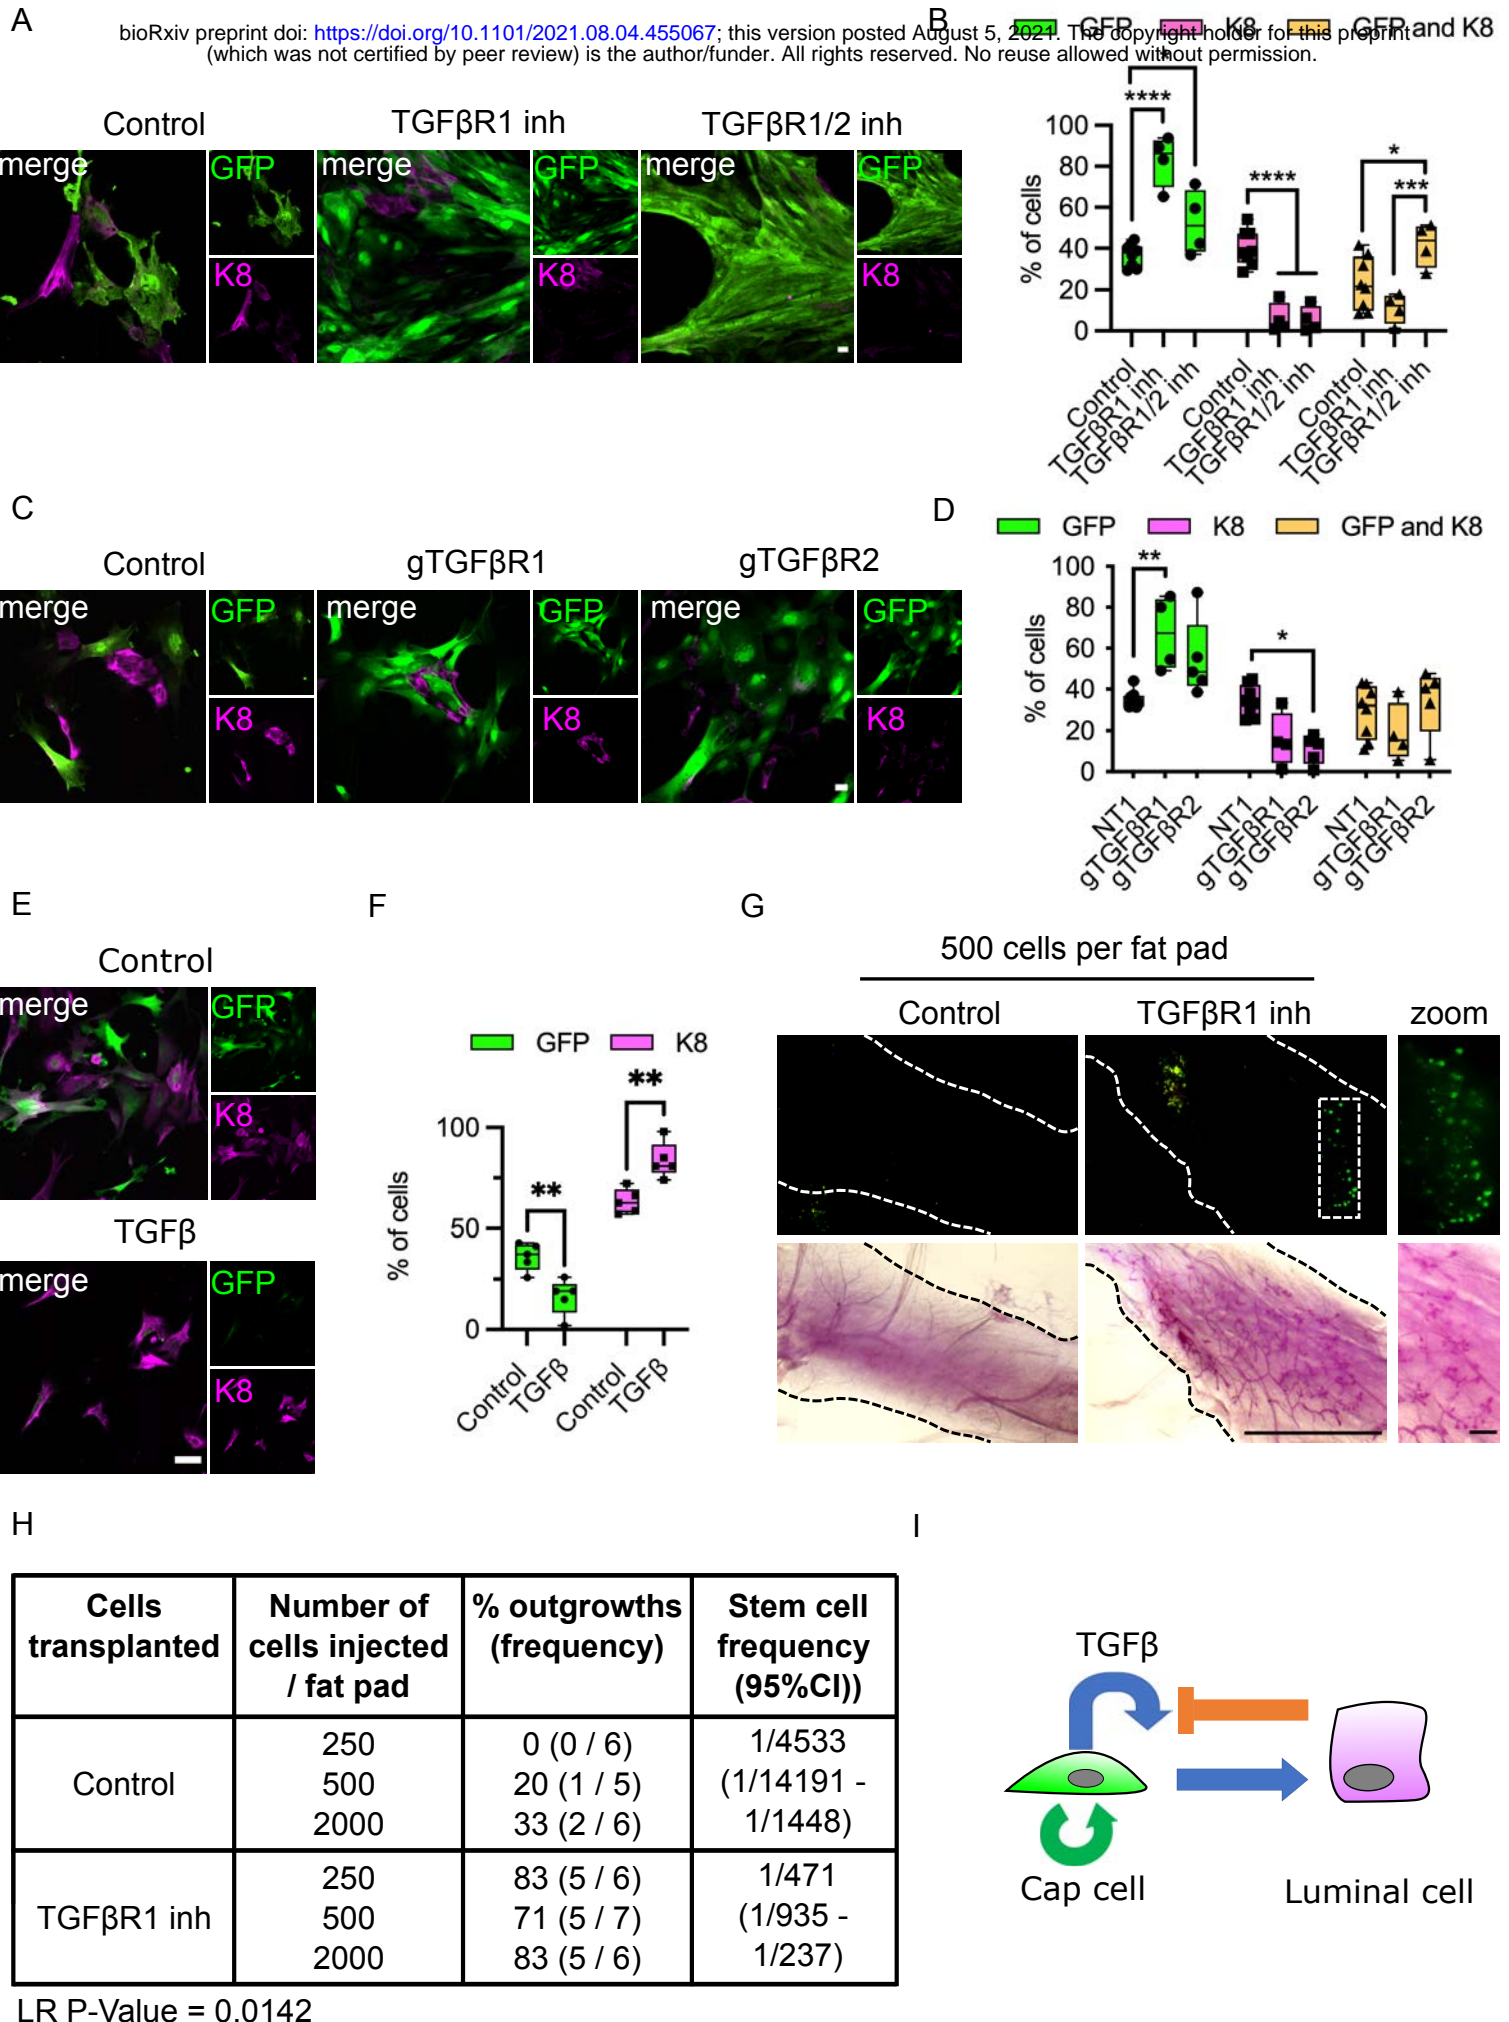 A
B
bioRxiv preprint doi: https://doi.org/10.1101/2021.08.04.455067; this version posted August 5, 2021. The copyright holder for this preprint
(which was not certified by peer review) is the author/funder. All rights reserved. No reuse allowed without permission.
GFP K8 GFP and K8
Control TGFβR1 inh TGFβR1/2 inh
merge GFP merge GFP merge GFP
K8 K8 K8
*
**** **** * ***
% of cells
100
80
60
40
20
0
Control TGFβR1 inh TGFβR1/2 inh Control TGFβR1 inh TGFβR1/2 inh Control TGFβR1 inh TGFβR1/2 inh
C
D
GFP K8 GFP and K8
Control gTGFβR1 gTGFβR2
merge GFP merge GFP merge GFP
K8 K8 K8
** *
% of cells
100
80
60
40
20
0
NT1 gTGFβR1 gTGFβR2 NT1 gTGFβR1 gTGFβR2 NT1 gTGFβR1 gTGFβR2
E
Control
merge GFP
K8
TGFβ
merge GFP
K8
F
GFP K8
** **
% of cells
100
50
0
Control TGFβ Control TGFβ
G
500 cells per fat pad
Control TGFβR1 inh zoom
H
Cells transplanted
Number of cells injected / fat pad
% outgrowths (frequency)
Stem cell frequency (95%CI))
Control
250 0 (0 / 6) 1/4533
500 20 (1 / 5) (1/14191 -
2000 33 (2 / 6) 1/1448)
TGFβR1 inh
250 83 (5 / 6) 1/471
500 71 (5 / 7) (1/935 -
2000 83 (5 / 6) 1/237)
LR P-Value = 0.0142
I
TGFβ
Cap cell Luminal cell